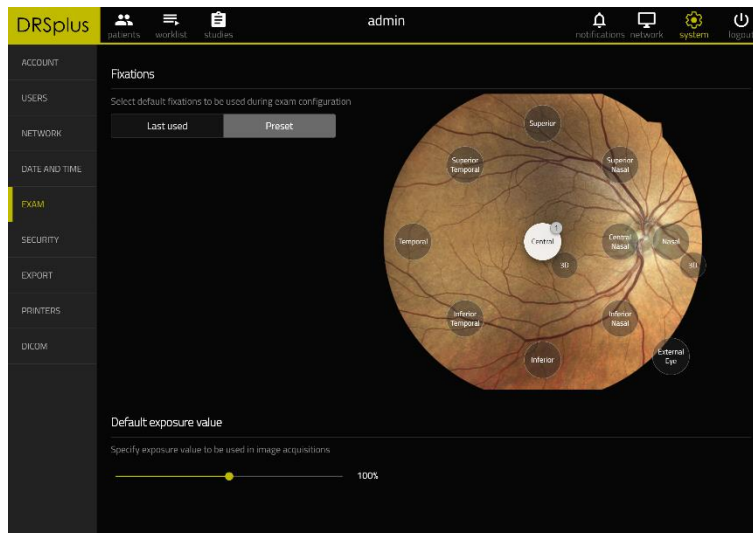 DRSplus
patients
worklist
studies
admin
notifications
network
system
logout
ACCOUNT
USERS
NETWORK
DATE AND TIME
EXAM
SECURITY
EXPORT
PRINTERS
DICOM
Fixations
Select default fixations to be used during exam configuration
Last used
Preset
Superior
Superior
Temporal
Superior
Nasal
Temporal
Central
1
3D
Central
Nasal
Nasal
3D
Inferior
Temporal
Inferior
Nasal
Inferior
External
Eye
Default exposure value
Specify exposure value to be used in image acquisitions
100%